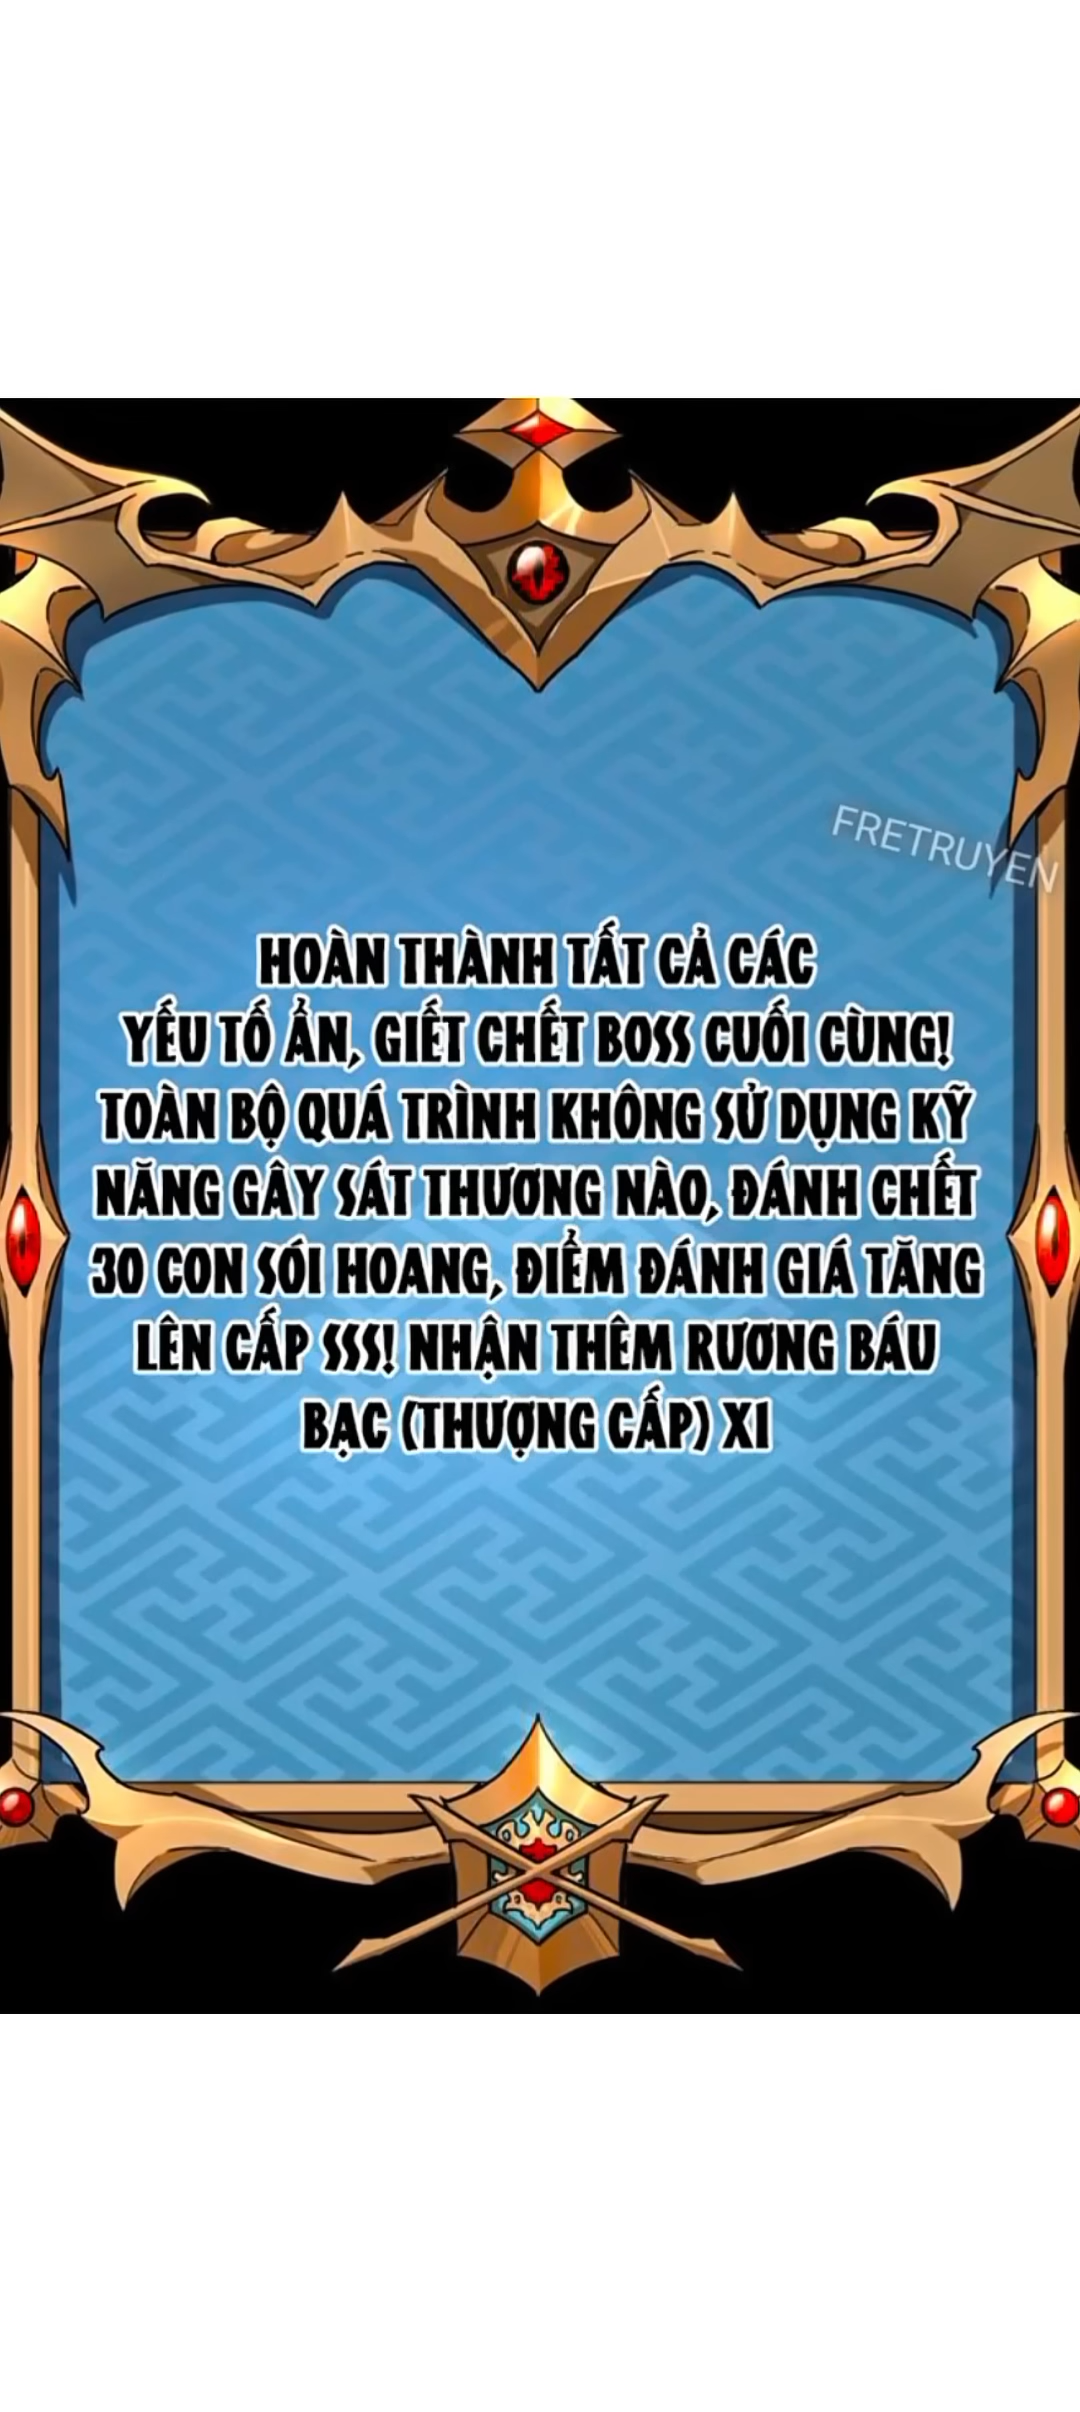 FRETRUYEN
HOÀN THÀNH TẤT CẢ CÁC
YẾU TỐ ẨN, GIẾT CHẾT BOSS CUỐI CÙNG!
TOÀN BỘ QUÁ TRÌNH KHÔNG SỬ DỤNG KỸ
NĂNG GÂY SÁT THƯƠNG NÀO, ĐÁNH CHẾT
30 CON SÓI HOANG, ĐIỂM ĐÁNH GIÁ TĂNG
LÊN CẤP SSS! NHẬN THÊM RƯƠNG BÁU
BẠC (THƯỢNG CẤP) X1